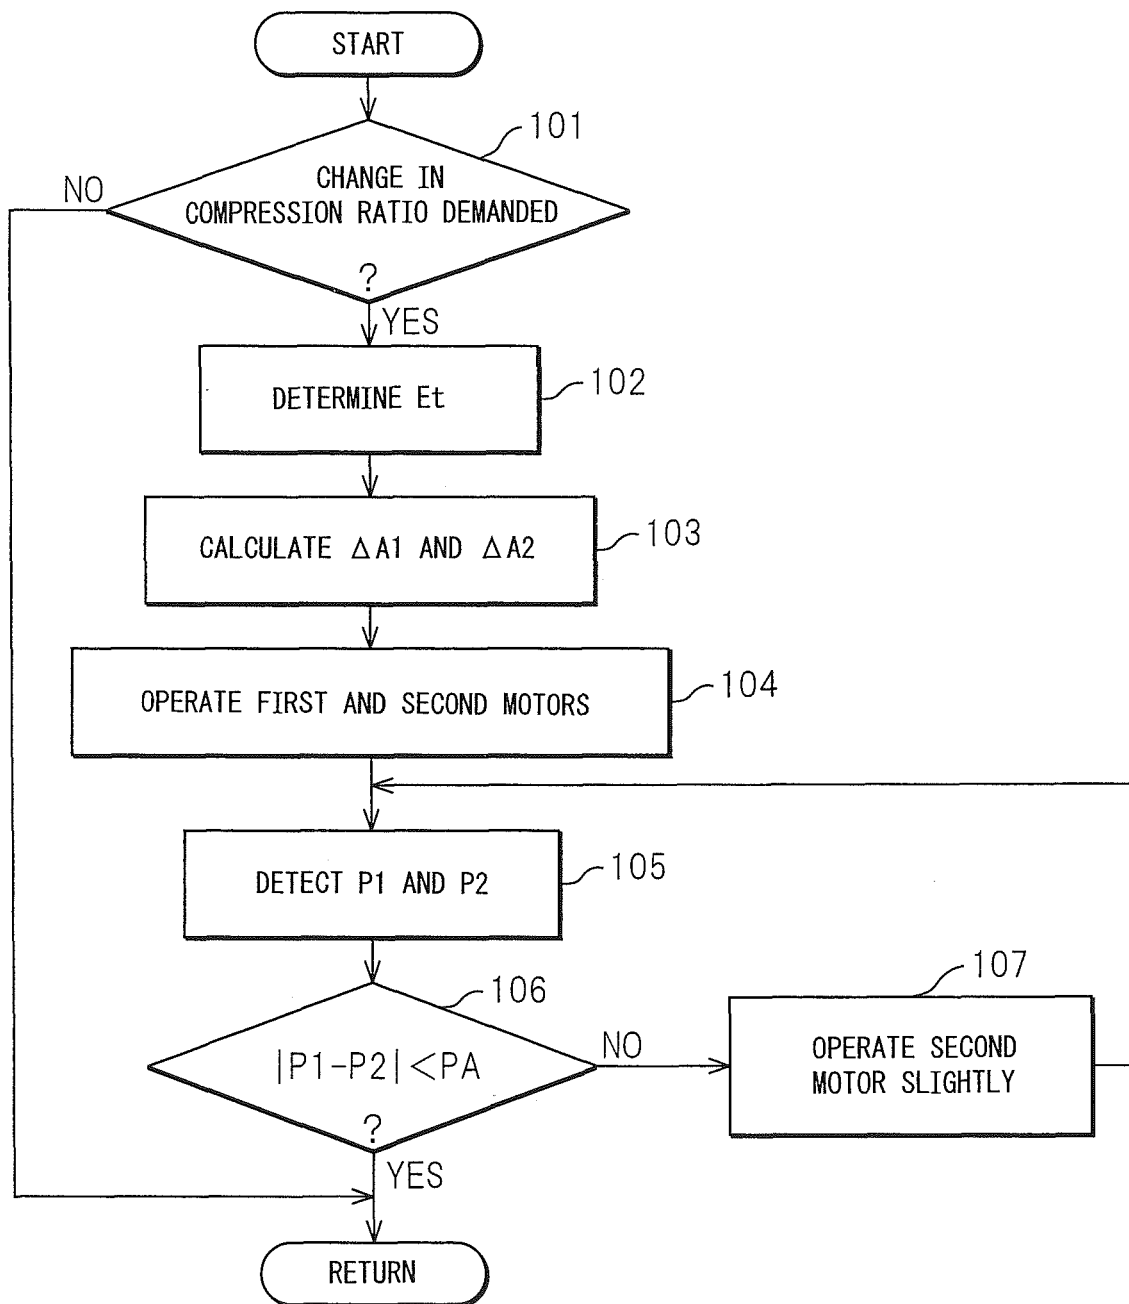 START
101
CHANGE IN
COMPRESSION RATIO DEMANDED
?
NO
YES
102
DETERMINE Et
103
CALCULATE ΔA1 AND ΔA2
104
OPERATE FIRST AND SECOND MOTORS
105
DETECT P1 AND P2
106
|P1-P2|<PA
?
NO
107
OPERATE SECOND
MOTOR SLIGHTLY
YES
RETURN